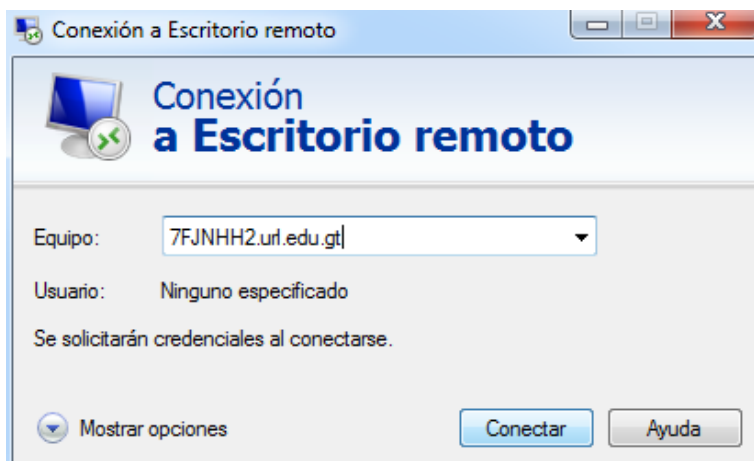 Conexión a Escritorio remoto
Conexión
a Escritorio remoto
Equipo: 7FJNHH2.url.edu.gt
Usuario: Ninguno especificado
Se solicitarán credenciales al conectarse.
Mostrar opciones Conectar Ayuda